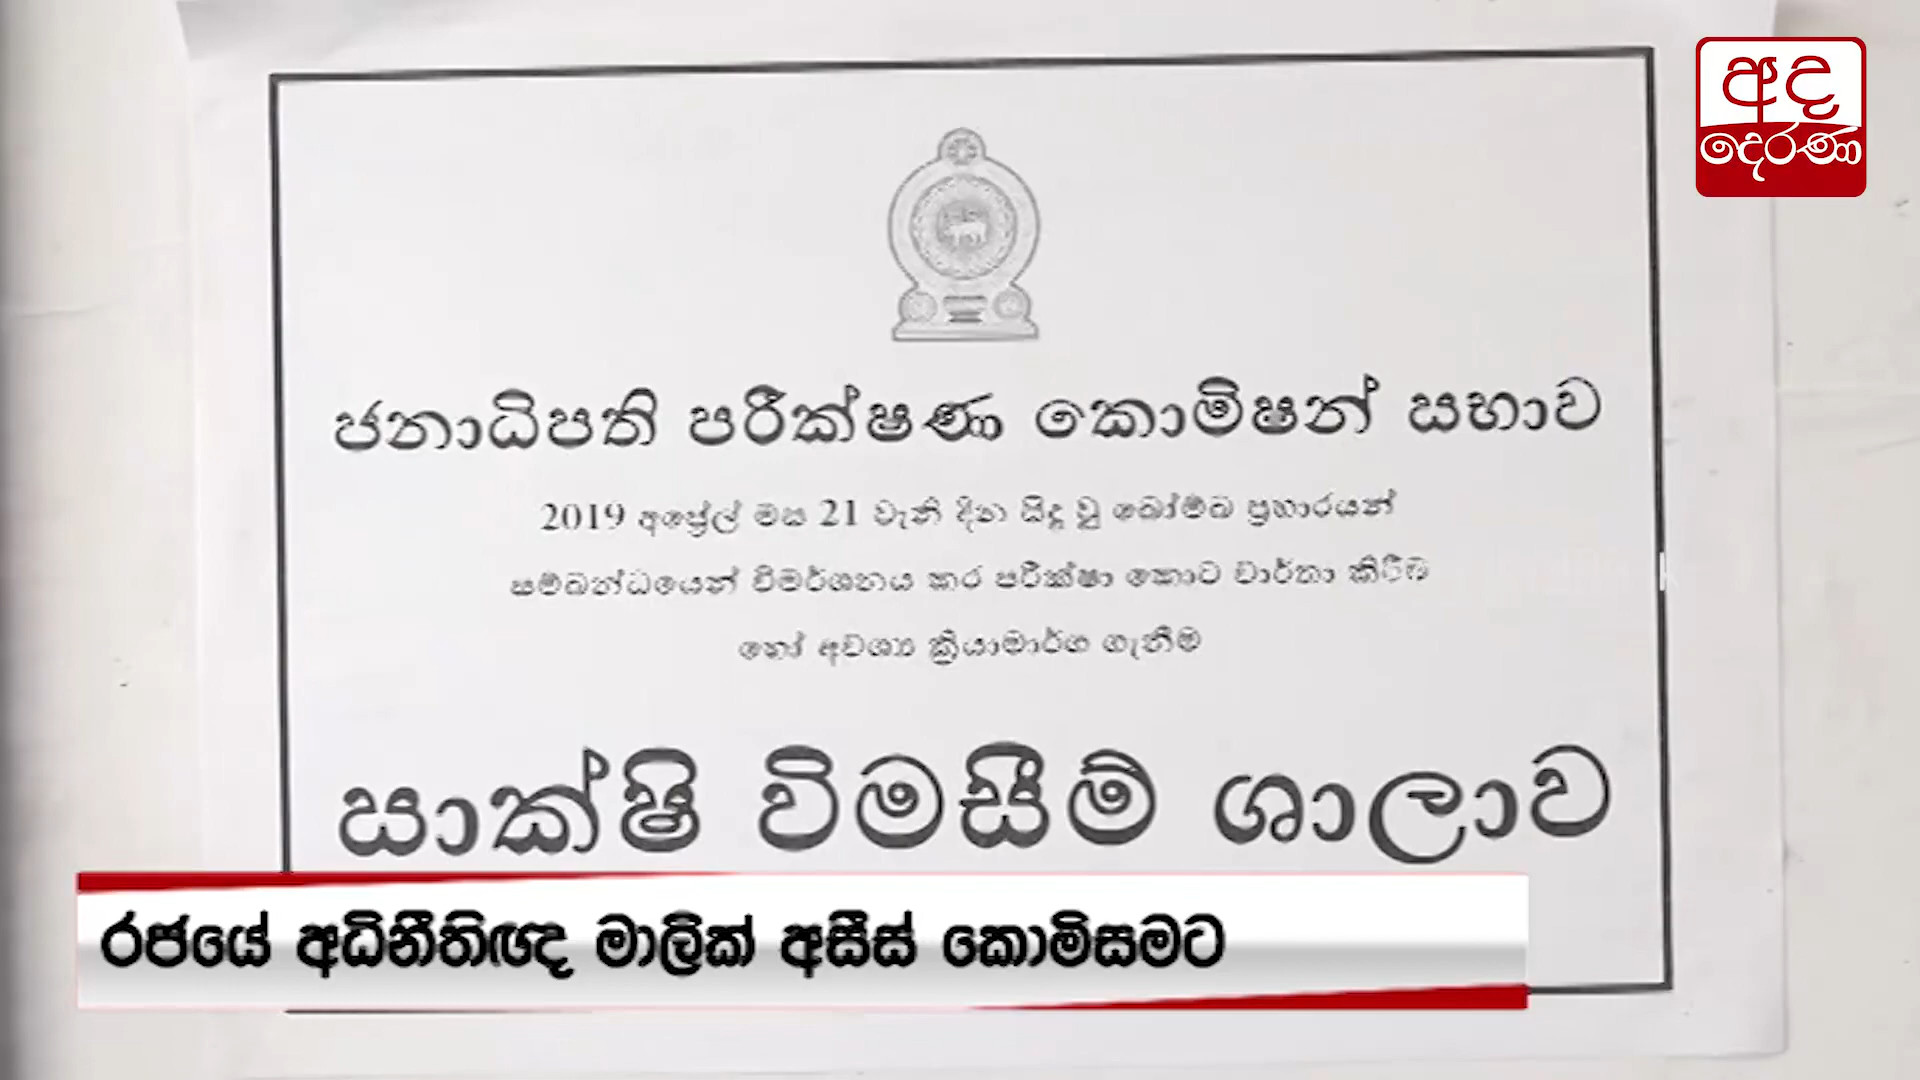 අද
දෙරණ
ජනාධිපති පරීක්ෂණ කොමිෂන් සභාව
2019 අප්‍රේල් මස 21 වැනි දින සිදු වූ බෝම්බ ප්‍රහාරයන්
සම්බන්ධයෙන් විමර්ශනය කර පරීක්ෂා කොට වාර්තා කිරීම
හෝ අවශ්‍ය ක්‍රියාමාර්ග ගැනීම
සාක්ෂි විමසීම් ශාලාව
රජයේ අධිනීතිඥ මාලික් අසීස් කොමිසමට